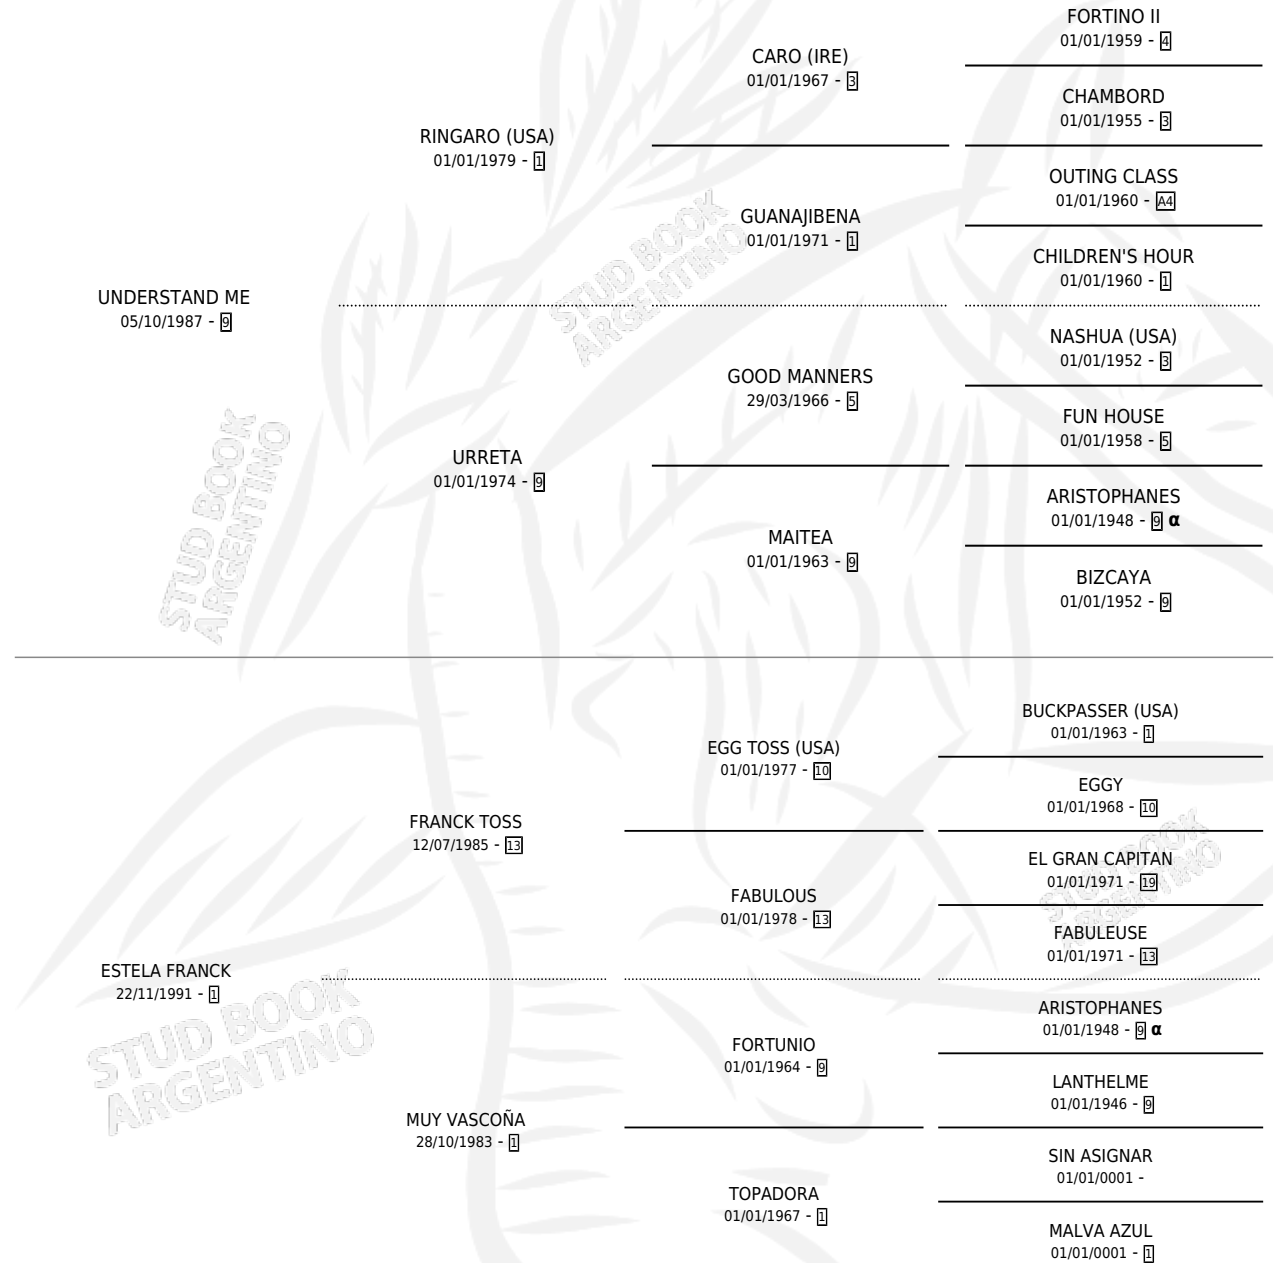 FORTINO II
01/01/1959 - 4
CARO (IRE)
01/01/1967 - 3
CHAMBORD
01/01/1955 - 3
RINGARO (USA)
01/01/1979 - 1
OUTING CLASS
01/01/1960 - A4
GUANAJIBENA
01/01/1971 - 1
CHILDREN'S HOUR
01/01/1960 - 1
UNDERSTAND ME
05/10/1987 - 9
NASHUA (USA)
01/01/1952 - 3
GOOD MANNERS
29/03/1966 - 5
FUN HOUSE
01/01/1958 - 5
URRETA
01/01/1974 - 9
ARISTOPHANES
01/01/1948 - 9 α
MAITEA
01/01/1963 - 9
BIZCAYA
01/01/1952 - 9
BUCKPASSER (USA)
01/01/1963 - 1
EGG TOSS (USA)
01/01/1977 - 10
EGGY
01/01/1968 - 10
FRANCK TOSS
12/07/1985 - 13
EL GRAN CAPITAN
01/01/1971 - 19
FABULOUS
01/01/1978 - 13
FABULEUSE
01/01/1971 - 13
ESTELA FRANCK
22/11/1991 - 1
ARISTOPHANES
01/01/1948 - 9 α
FORTUNIO
01/01/1964 - 9
LANTHELME
01/01/1946 - 9
MUY VASCOÑA
28/10/1983 - 1
SIN ASIGNAR
01/01/0001 -
TOPADORA
01/01/1967 - 1
MALVA AZUL
01/01/0001 - 1
STUD BOOK
ARGENTINO
STUD BOOK
ARGENTINO
STUD BOOK
ARGENTINO
STUD BOOK
ARGENTINO